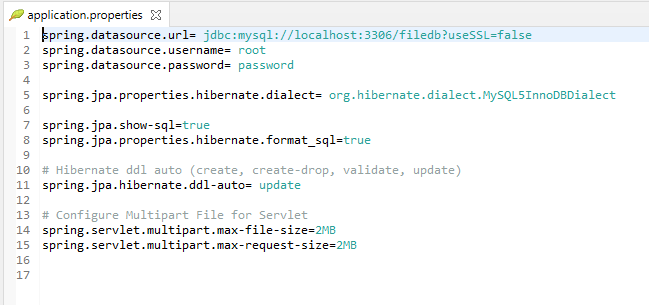 application.properties
1 spring.datasource.url= jdbc:mysql://localhost:3306/filedb?useSSL=false
2 spring.datasource.username= root
3 spring.datasource.password= password
4
5 spring.jpa.properties.hibernate.dialect= org.hibernate.dialect.MySQL5InnoDBDialect
6
7 spring.jpa.show-sql=true
8 spring.jpa.properties.hibernate.format_sql=true
9
10 # Hibernate ddl auto (create, create-drop, validate, update)
11 spring.jpa.hibernate.ddl-auto= update
12
13 # Configure Multipart File for Servlet
14 spring.servlet.multipart.max-file-size=2MB
15 spring.servlet.multipart.max-request-size=2MB
16
17